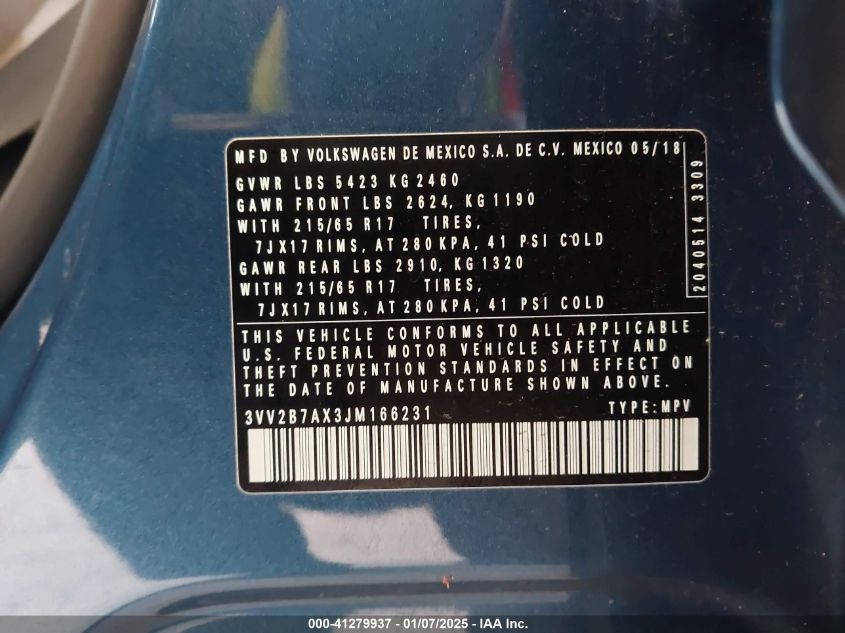 MFD BY VOLKSWAGEN DE MEXICO S.A. DE C.V. MEXICO 05/18
GVWR LBS 5423 KG 2460
GAWR FRONT LBS 2624, KG 1190
WITH 215/65 R17 TIRES,
7JX17 RIMS, AT 280 KPA, 41 PSI COLD
GAWR REAR LBS 2910, KG 1320
WITH 215/65 R17 TIRES,
7JX17 RIMS, AT 280 KPA, 41 PSI COLD
2040514 3309
THIS VEHICLE CONFORMS TO ALL APPLICABLE
U.S. FEDERAL MOTOR VEHICLE SAFETY AND
THEFT PREVENTION STANDARDS IN EFFECT ON
THE DATE OF MANUFACTURE SHOWN ABOVE.
3VV2B7AX3JM166231 TYPE: MPV
000-41279937 - 01/07/2025 - IAA Inc.